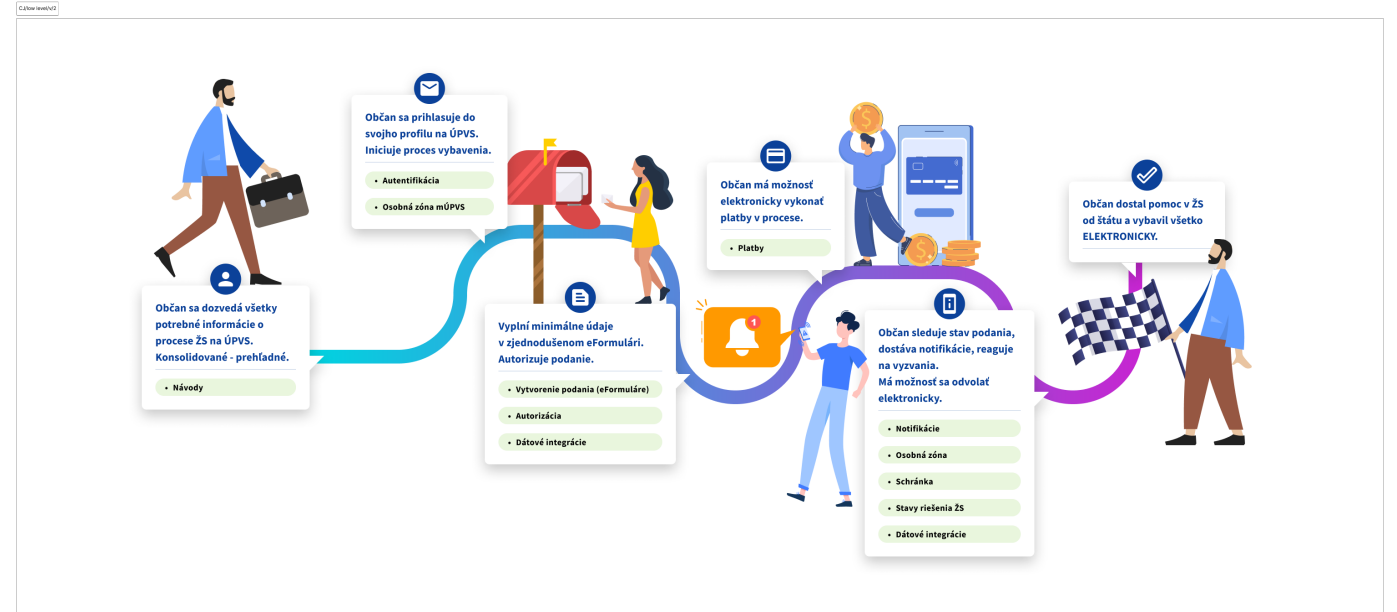 CJ/low level/v/2
Občan sa dozvedá všetky
potrebné informácie o
procese ŽS na ÚPVS.
Konsolidované - prehľadné.
• Návody
Občan sa prihlasuje do
svojho profilu na ÚPVS.
Iniciuje proces vybavenia.
• Autentifikácia
• Osobná zóna mÚPVS
Vyplní minimálne údaje
v zjednodušenom eFormulári.
Autorizuje podanie.
• Vytvorenie podania (eFormuláre)
• Autorizácia
• Dátové integrácie
1
Občan má možnosť
elektronicky vykonať
platby v procese.
• Platby
$
$
Občan sleduje stav podania,
dostáva notifikácie, reaguje
na vyzvania.
Má možnosť sa odvolať
elektronicky.
• Notifikácie
• Osobná zóna
• Schránka
• Stavy riešenia ŽS
• Dátové integrácie
Občan dostal pomoc v ŽS
od štátu a vybavil všetko
ELEKTRONICKY.